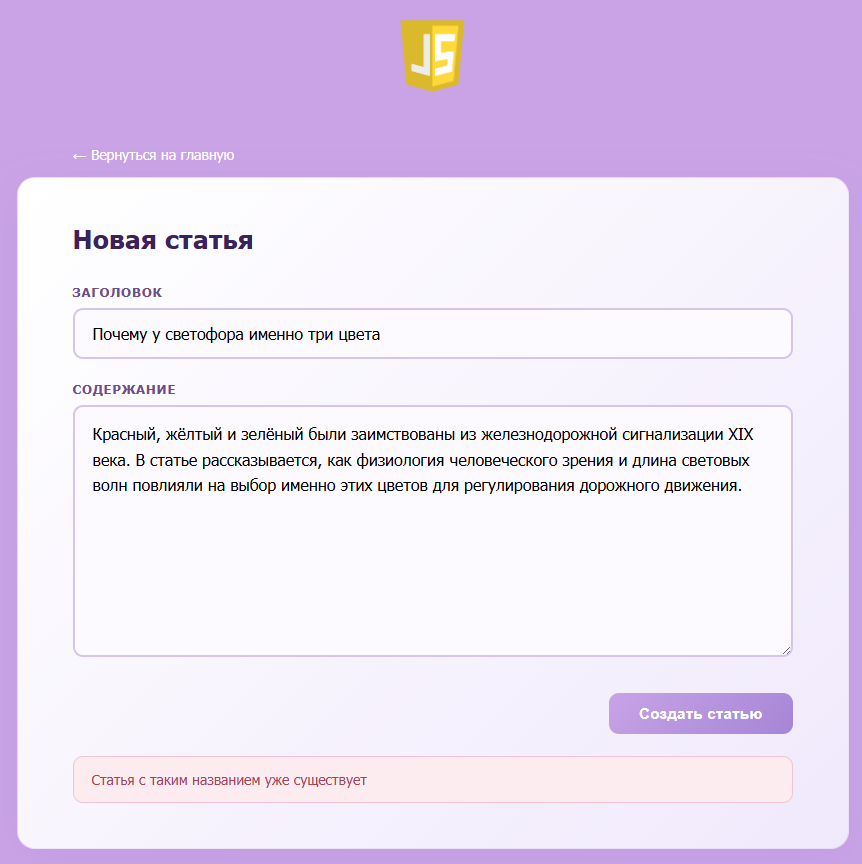 JS
← Вернуться на главную
Новая статья
ЗАГОЛОВОК
Почему у светофора именно три цвета
СОДЕРЖАНИЕ
Красный, жёлтый и зелёный были заимствованы из железнодорожной сигнализации XIX
века. В статье рассказывается, как физиология человеческого зрения и длина световых
волн повлияли на выбор именно этих цветов для регулирования дорожного движения.
Создать статью
Статья с таким названием уже существует